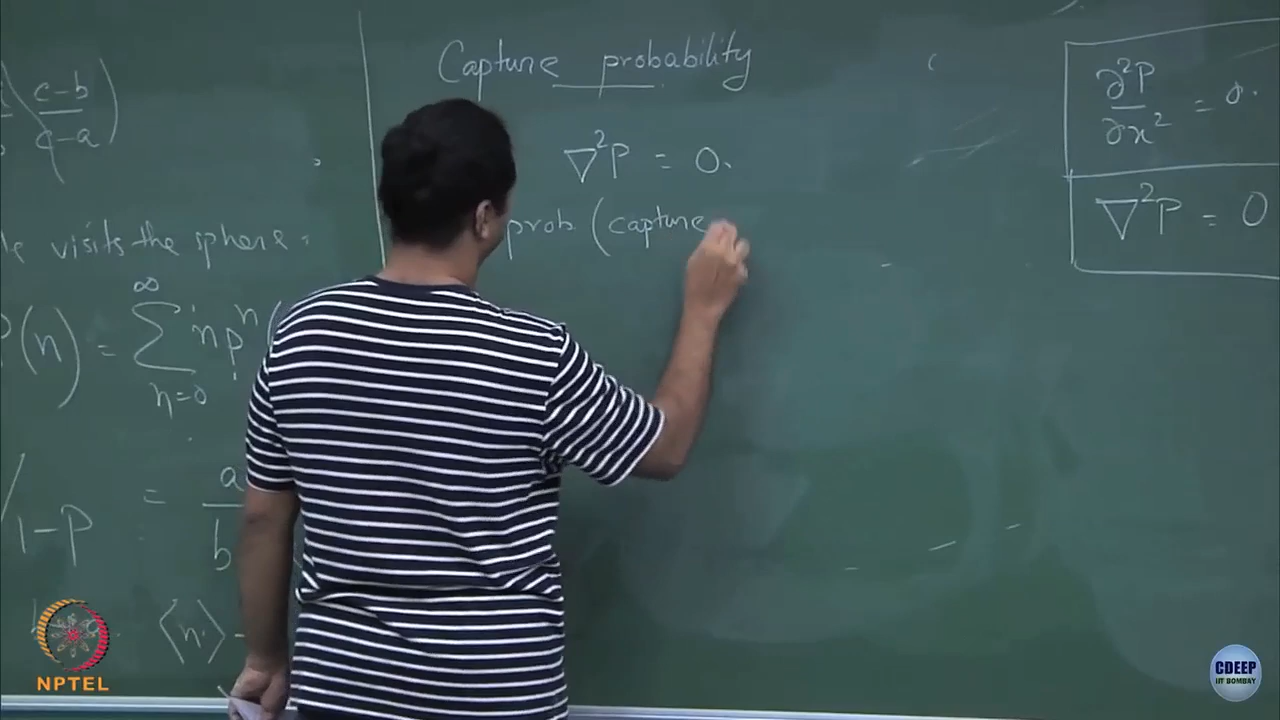 (c-b / c-a)
visits the sphere.
(n) = ∞ Σ n=0 n pⁿ (
/ 1-P = a / b
⟨n⟩ -
Capture probability
∇²P = 0.
prob. (capture
∂²P / ∂x² = 0.
∇²P = 0
NPTEL
CDEEP
IIT BOMBAY